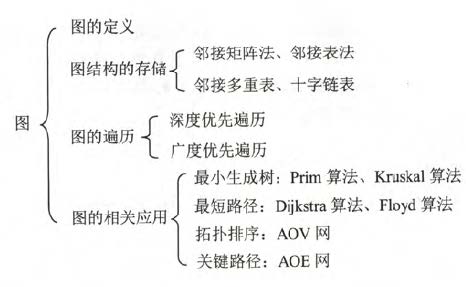 图的定义
图结构的存储
邻接矩阵法、邻接表法
邻接多重表、十字链表
图
图的遍历
深度优先遍历
广度优先遍历
图的相关应用
最小生成树：Prim 算法、Kruskal 算法
最短路径：Dijkstra 算法、Floyd 算法
拓扑排序：AOV 网
关键路径：AOE 网